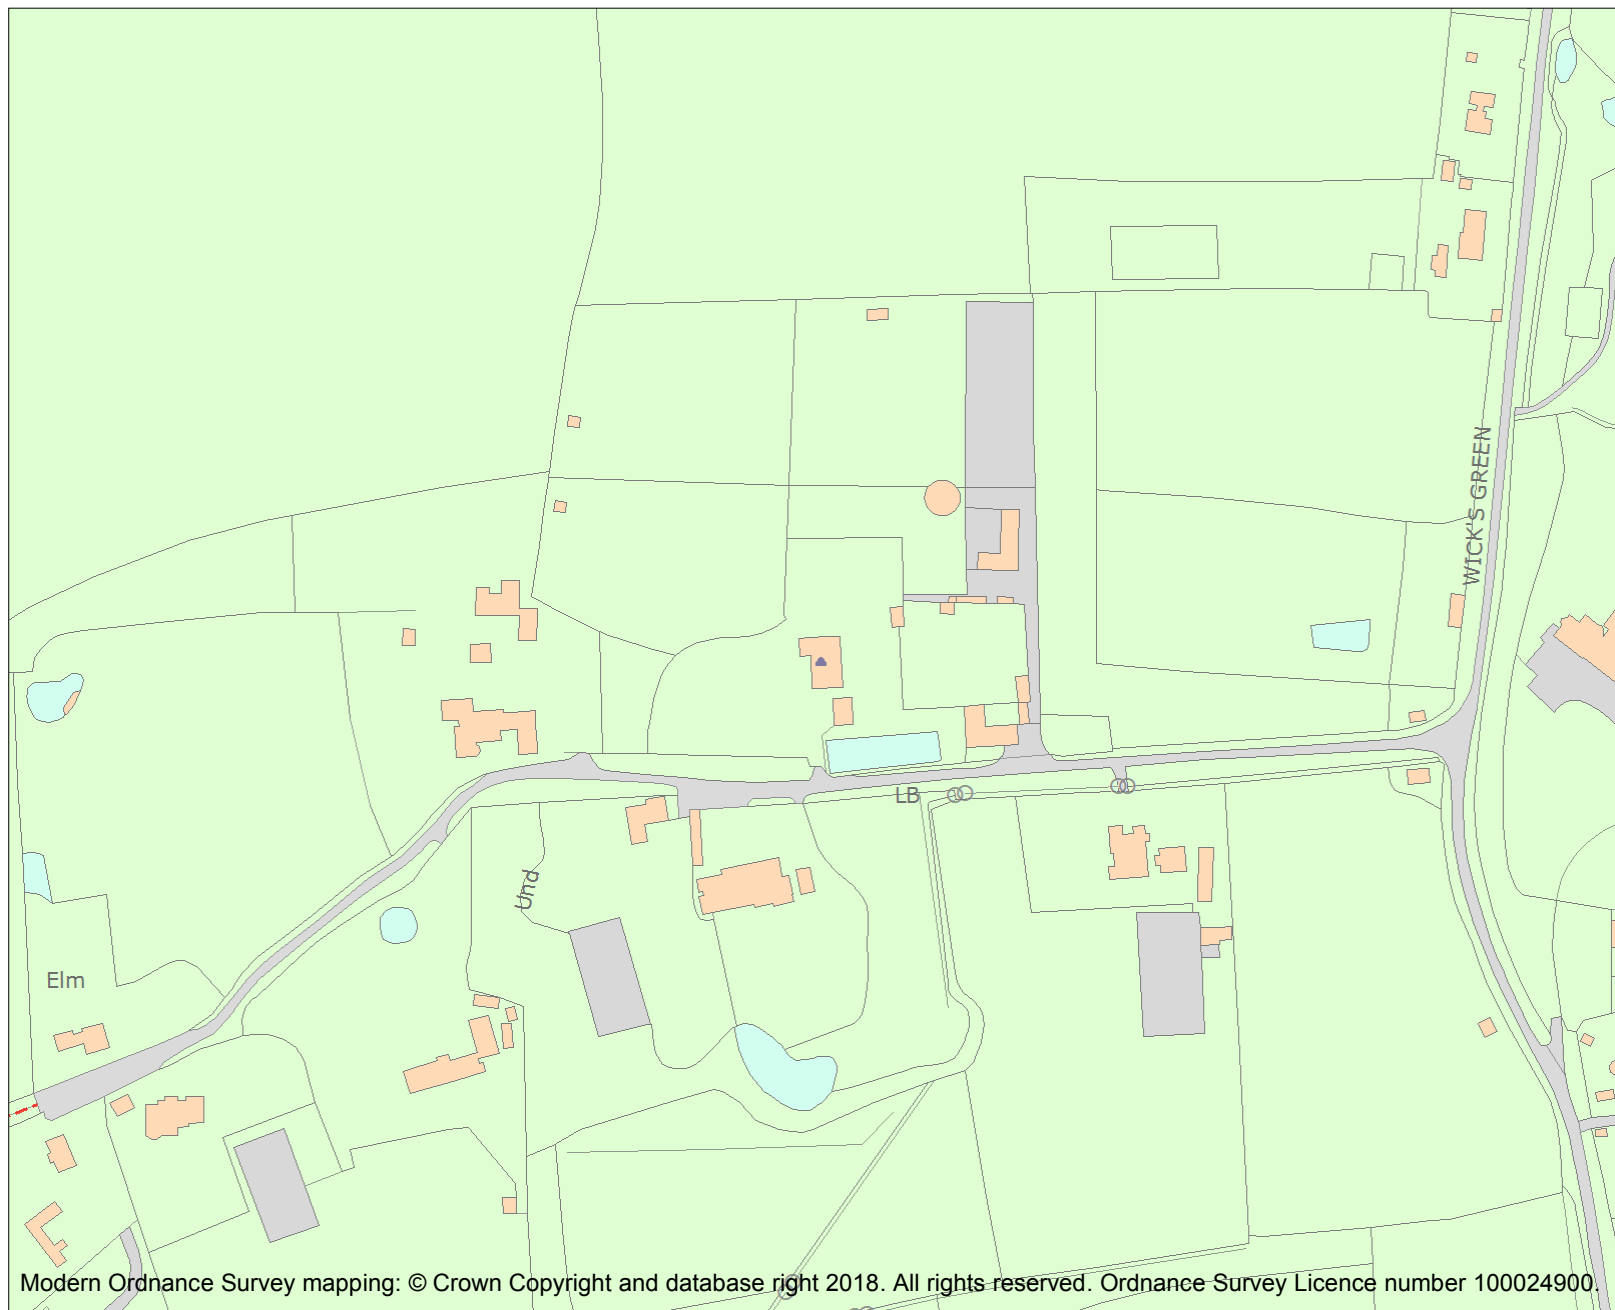 WICK'S GREEN
LB
Und
Elm
Modern Ordnance Survey mapping: © Crown Copyright and database right 2018. All rights reserved. Ordnance Survey Licence number 100024900.